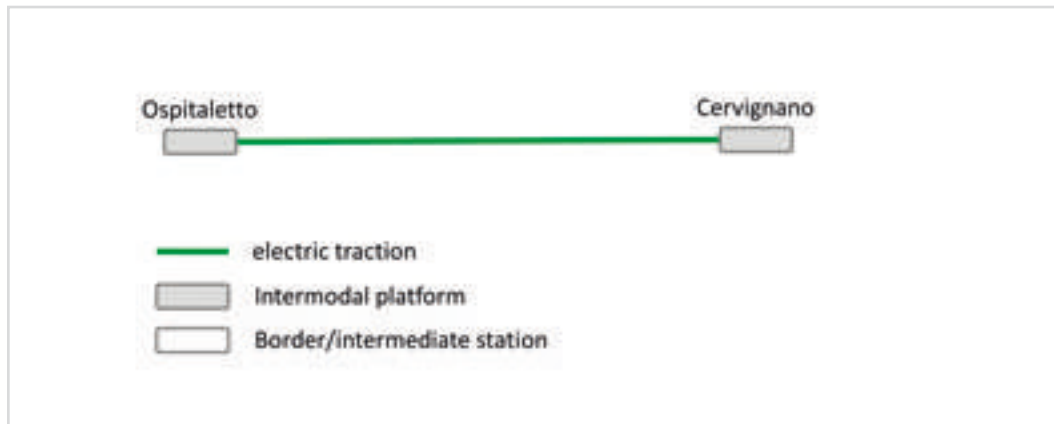 Ospitaletto
Cervignano
electric traction
Intermodal platform
Border/intermediate station